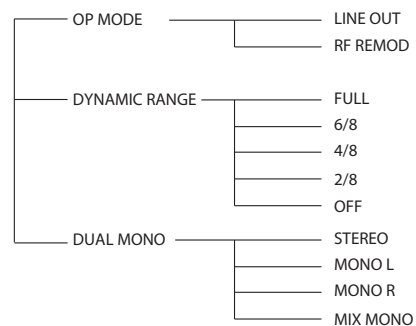 OP MODE
LINE OUT
RF REMOD
DYNAMIC RANGE
FULL
6/8
4/8
2/8
OFF
DUAL MONO
STEREO
MONO L
MONO R
MIX MONO